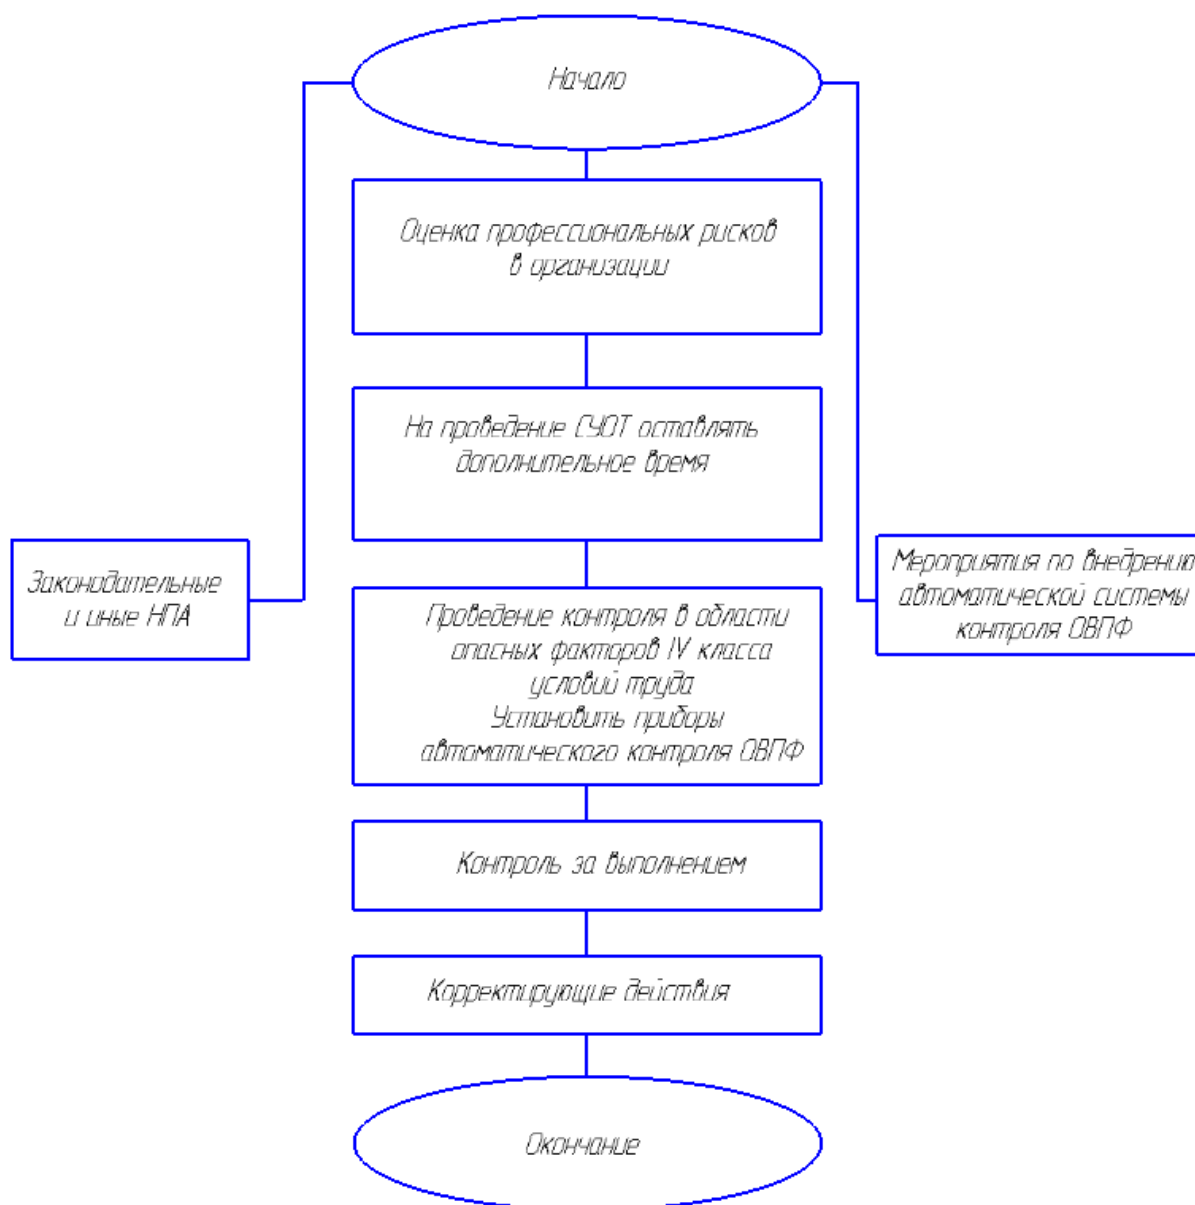 Начало
Оценка профессиональных рисков
в организации
На проведение СУОТ оставлять
дополнительное время
Законодательные
и иные НПА
Проведение контроля в области
опасных факторов IV класса
условий труда
Установить приборы
автоматического контроля ОВПФ
Мероприятия по внедрению
автоматической системы
контроля ОВПФ
Контроль за выполнением
Корректирующие действия
Окончание